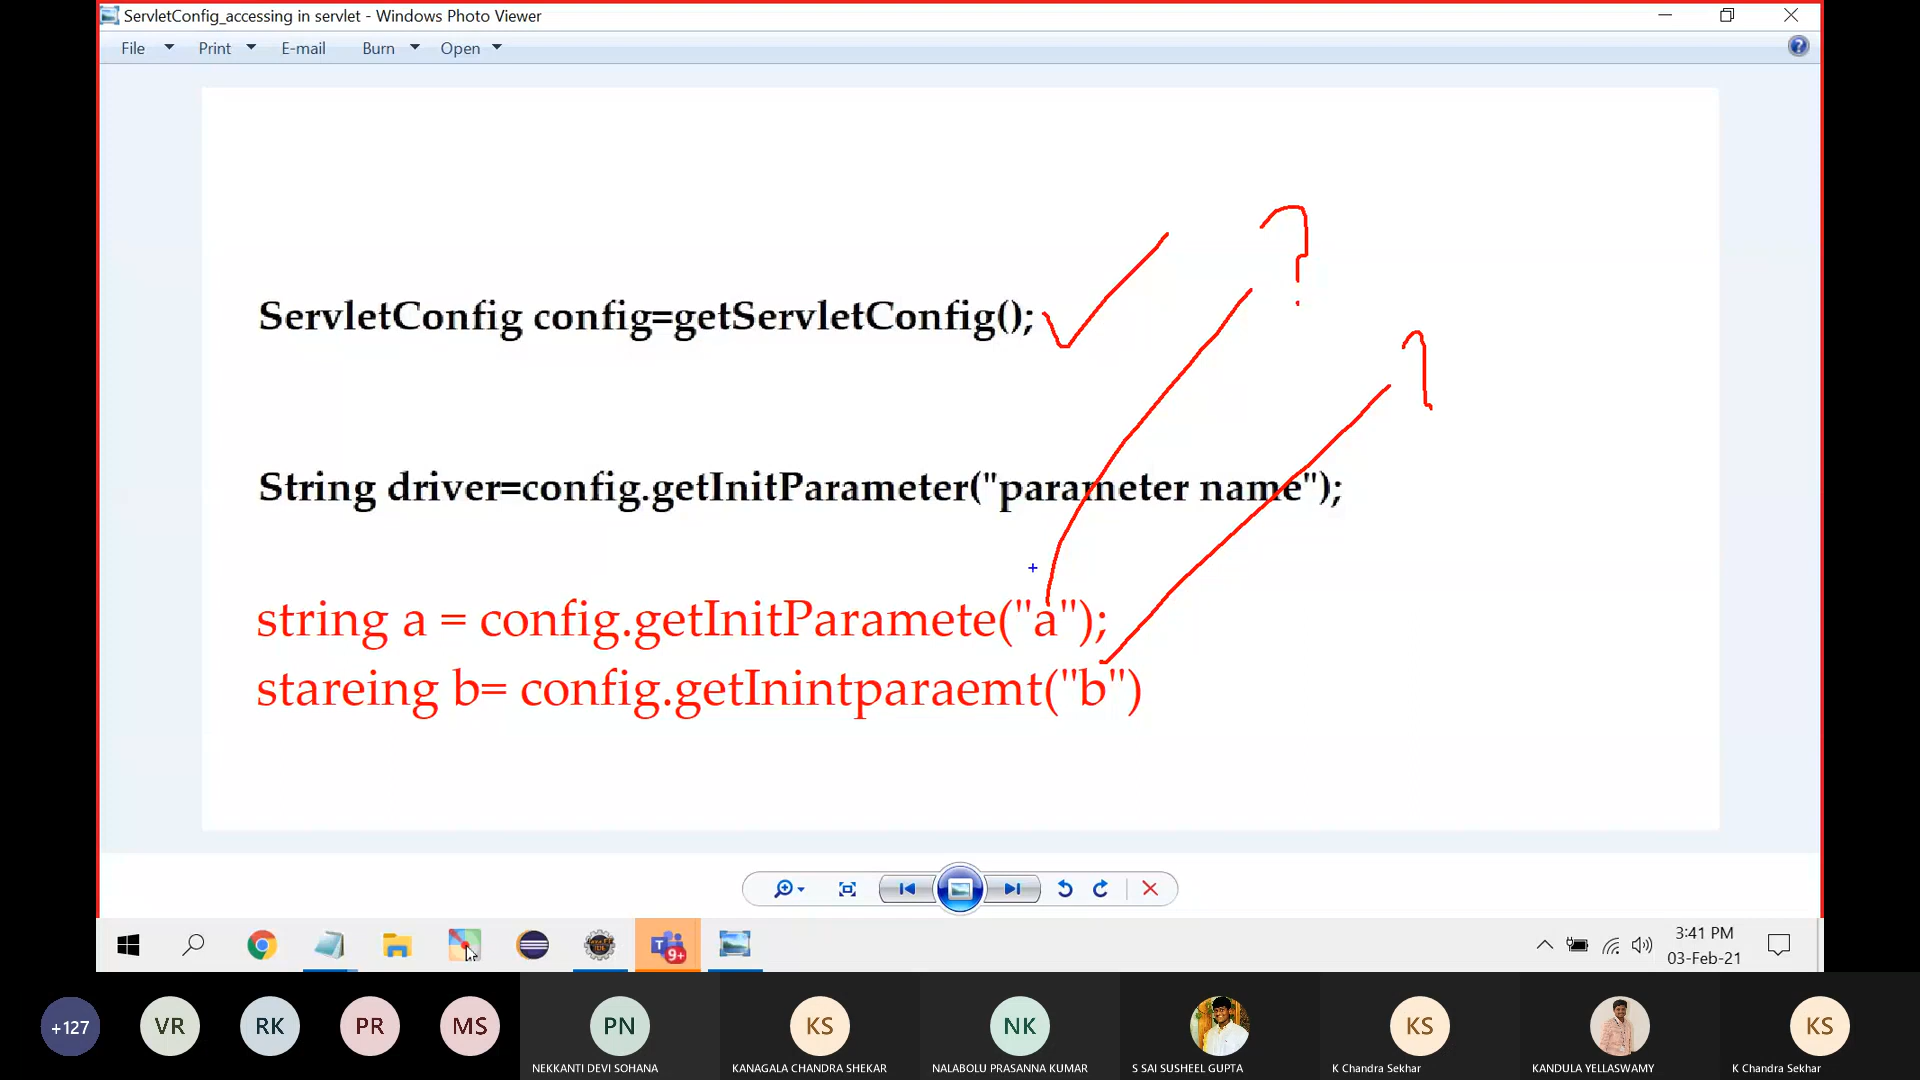 ServletConfig_accessing in servlet - Windows Photo Viewer
File Print E-mail Burn Open
?
ServletConfig config=getServletConfig();
?
String driver=config.getInitParameter("parameter name");
string a = config.getInitParamete("a");
stareing b= config.getInintparaemt("b")
T 9+
3:41 PM
03-Feb-21
+127 VR RK PR MS PN KS NK KS KS
NEKKANTI DEVI SOHANA KANAGALA CHANDRA SHEKAR NALABOLU PRASANNA KUMAR S SAI SUSHEEL GUPTA K Chandra Sekhar KANDULA YELLASWAMY K Chandra Sekhar